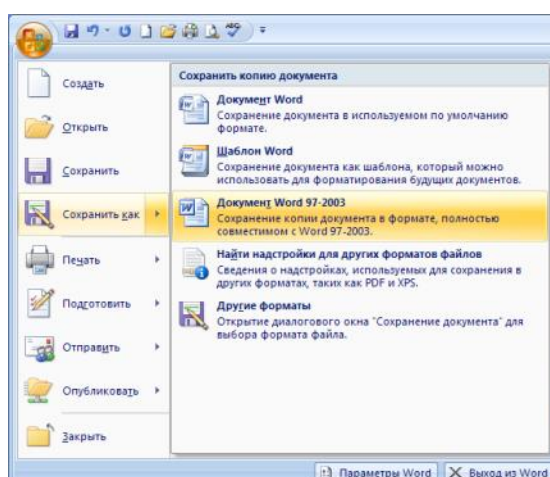 Создать
Открыть
Сохранить
Сохранить как
Печать
Подготовить
Отправить
Опубликовать
Закрыть
Сохранить копию документа
Документ Word
Сохранение документа в используемом по умолчанию
формате.
Шаблон Word
Сохранение документа как шаблона, который можно
использовать для форматирования будущих документов.
Документ Word 97-2003
Сохранение копии документа в формате, полностью
совместимом с Word 97-2003.
Найти надстройки для других форматов файлов
Сведения о надстройках, используемых для сохранения в
других форматах, таких как PDF и XPS.
Другие форматы
Открытие диалогового окна "Сохранение документа" для
выбора формата файла.
Параметры Word
Выход из Word